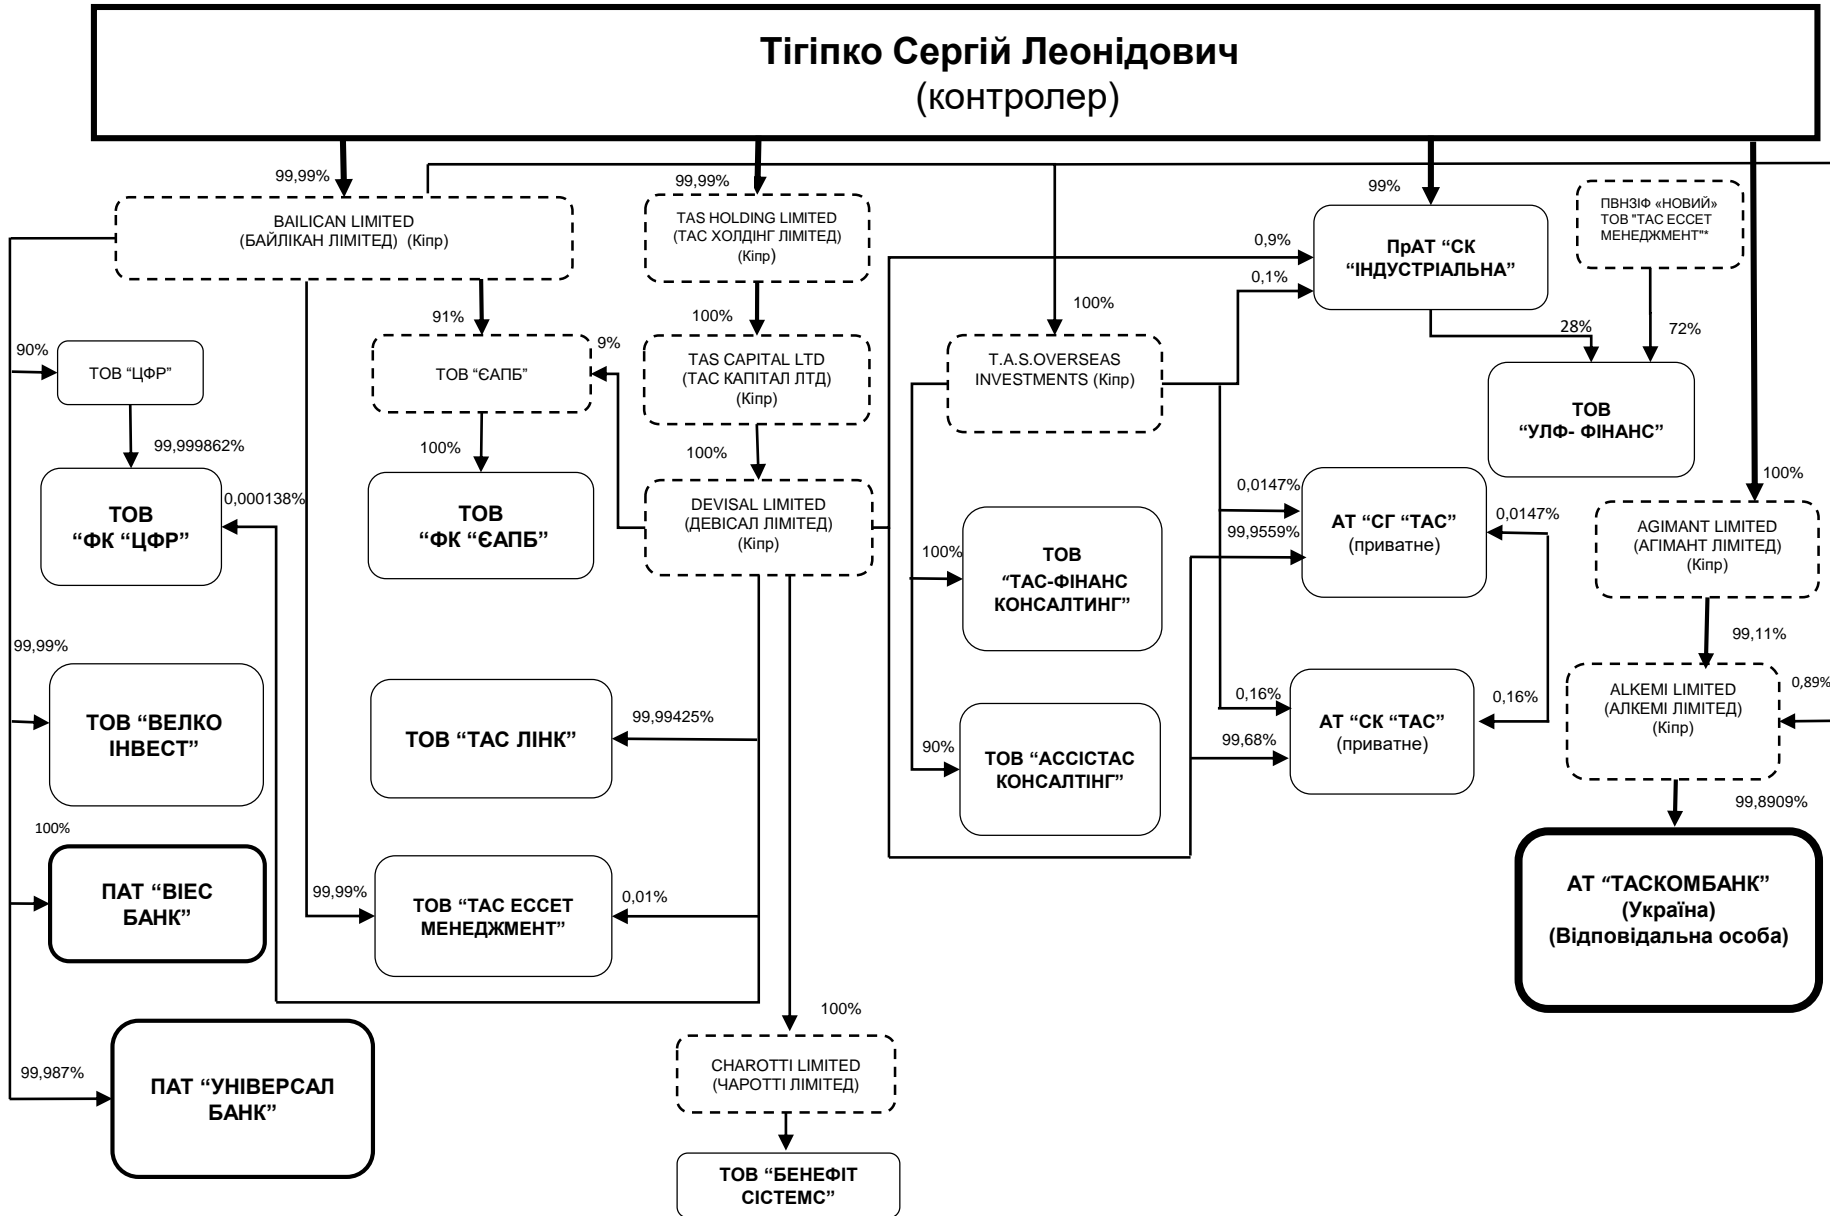 Тігіпко Сергій Леонідович
(контролер)
99,99%
99,99%
99%
BAILICAN LIMITED
(БАЙЛІКАН ЛІМІТЕД) (Кіпр)
TAS HOLDING LIMITED
(ТАС ХОЛДІНГ ЛІМІТЕД)
(Кіпр)
ПрАТ “СК
“ІНДУСТРІАЛЬНА”
ПВНЗІФ «НОВИЙ»
ТОВ "ТАС ЕССЕТ
МЕНЕДЖМЕНТ"*
0,9%
0,1%
100%
91%
100%
28%
72%
90%
ТОВ “ЦФР”
ТОВ “ЄАПБ”
9%
TAS CAPITAL LTD
(ТАС КАПІТАЛ ЛТД)
(Кіпр)
T.A.S.OVERSEAS
INVESTMENTS (Кіпр)
ТОВ
“УЛФ- ФІНАНС”
99,999862%
100%
100%
100%
ТОВ
“ФК “ЦФР”
0,000138%
ТОВ
“ФК “ЄАПБ”
DEVISAL LIMITED
(ДЕВІСАЛ ЛІМІТЕД)
(Кіпр)
0,0147%
99,9559%
АТ “СГ “ТАС”
(приватне)
0,0147%
AGIMANT LIMITED
(АГІМАНТ ЛІМІТЕД)
(Кіпр)
100%
ТОВ
“ТАС-ФІНАНС
КОНСАЛТИНГ”
99,11%
99,99%
ТОВ “ВЕЛКО
ІНВЕСТ”
ТОВ “ТАС ЛІНК”
99,99425%
90%
ТОВ “АССІСТАС
КОНСАЛТІНГ”
0,16%
99,68%
АТ “СК “ТАС”
(приватне)
0,16%
ALKEMI LIMITED
(АЛКЕМІ ЛІМІТЕД)
(Кіпр)
0,89%
99,8909%
100%
ПАТ “ВІЕС
БАНК”
99,99%
ТОВ “ТАС ЕССЕТ
МЕНЕДЖМЕНТ”
0,01%
АТ “ТАСКОМБАНК”
(Україна)
(Відповідальна особа)
100%
99,987%
ПАТ “УНІВЕРСАЛ
БАНК”
CHAROTTI LIMITED
(ЧАРОТТІ ЛІМІТЕД)
ТОВ “БЕНЕФІТ
СІСТЕМС”